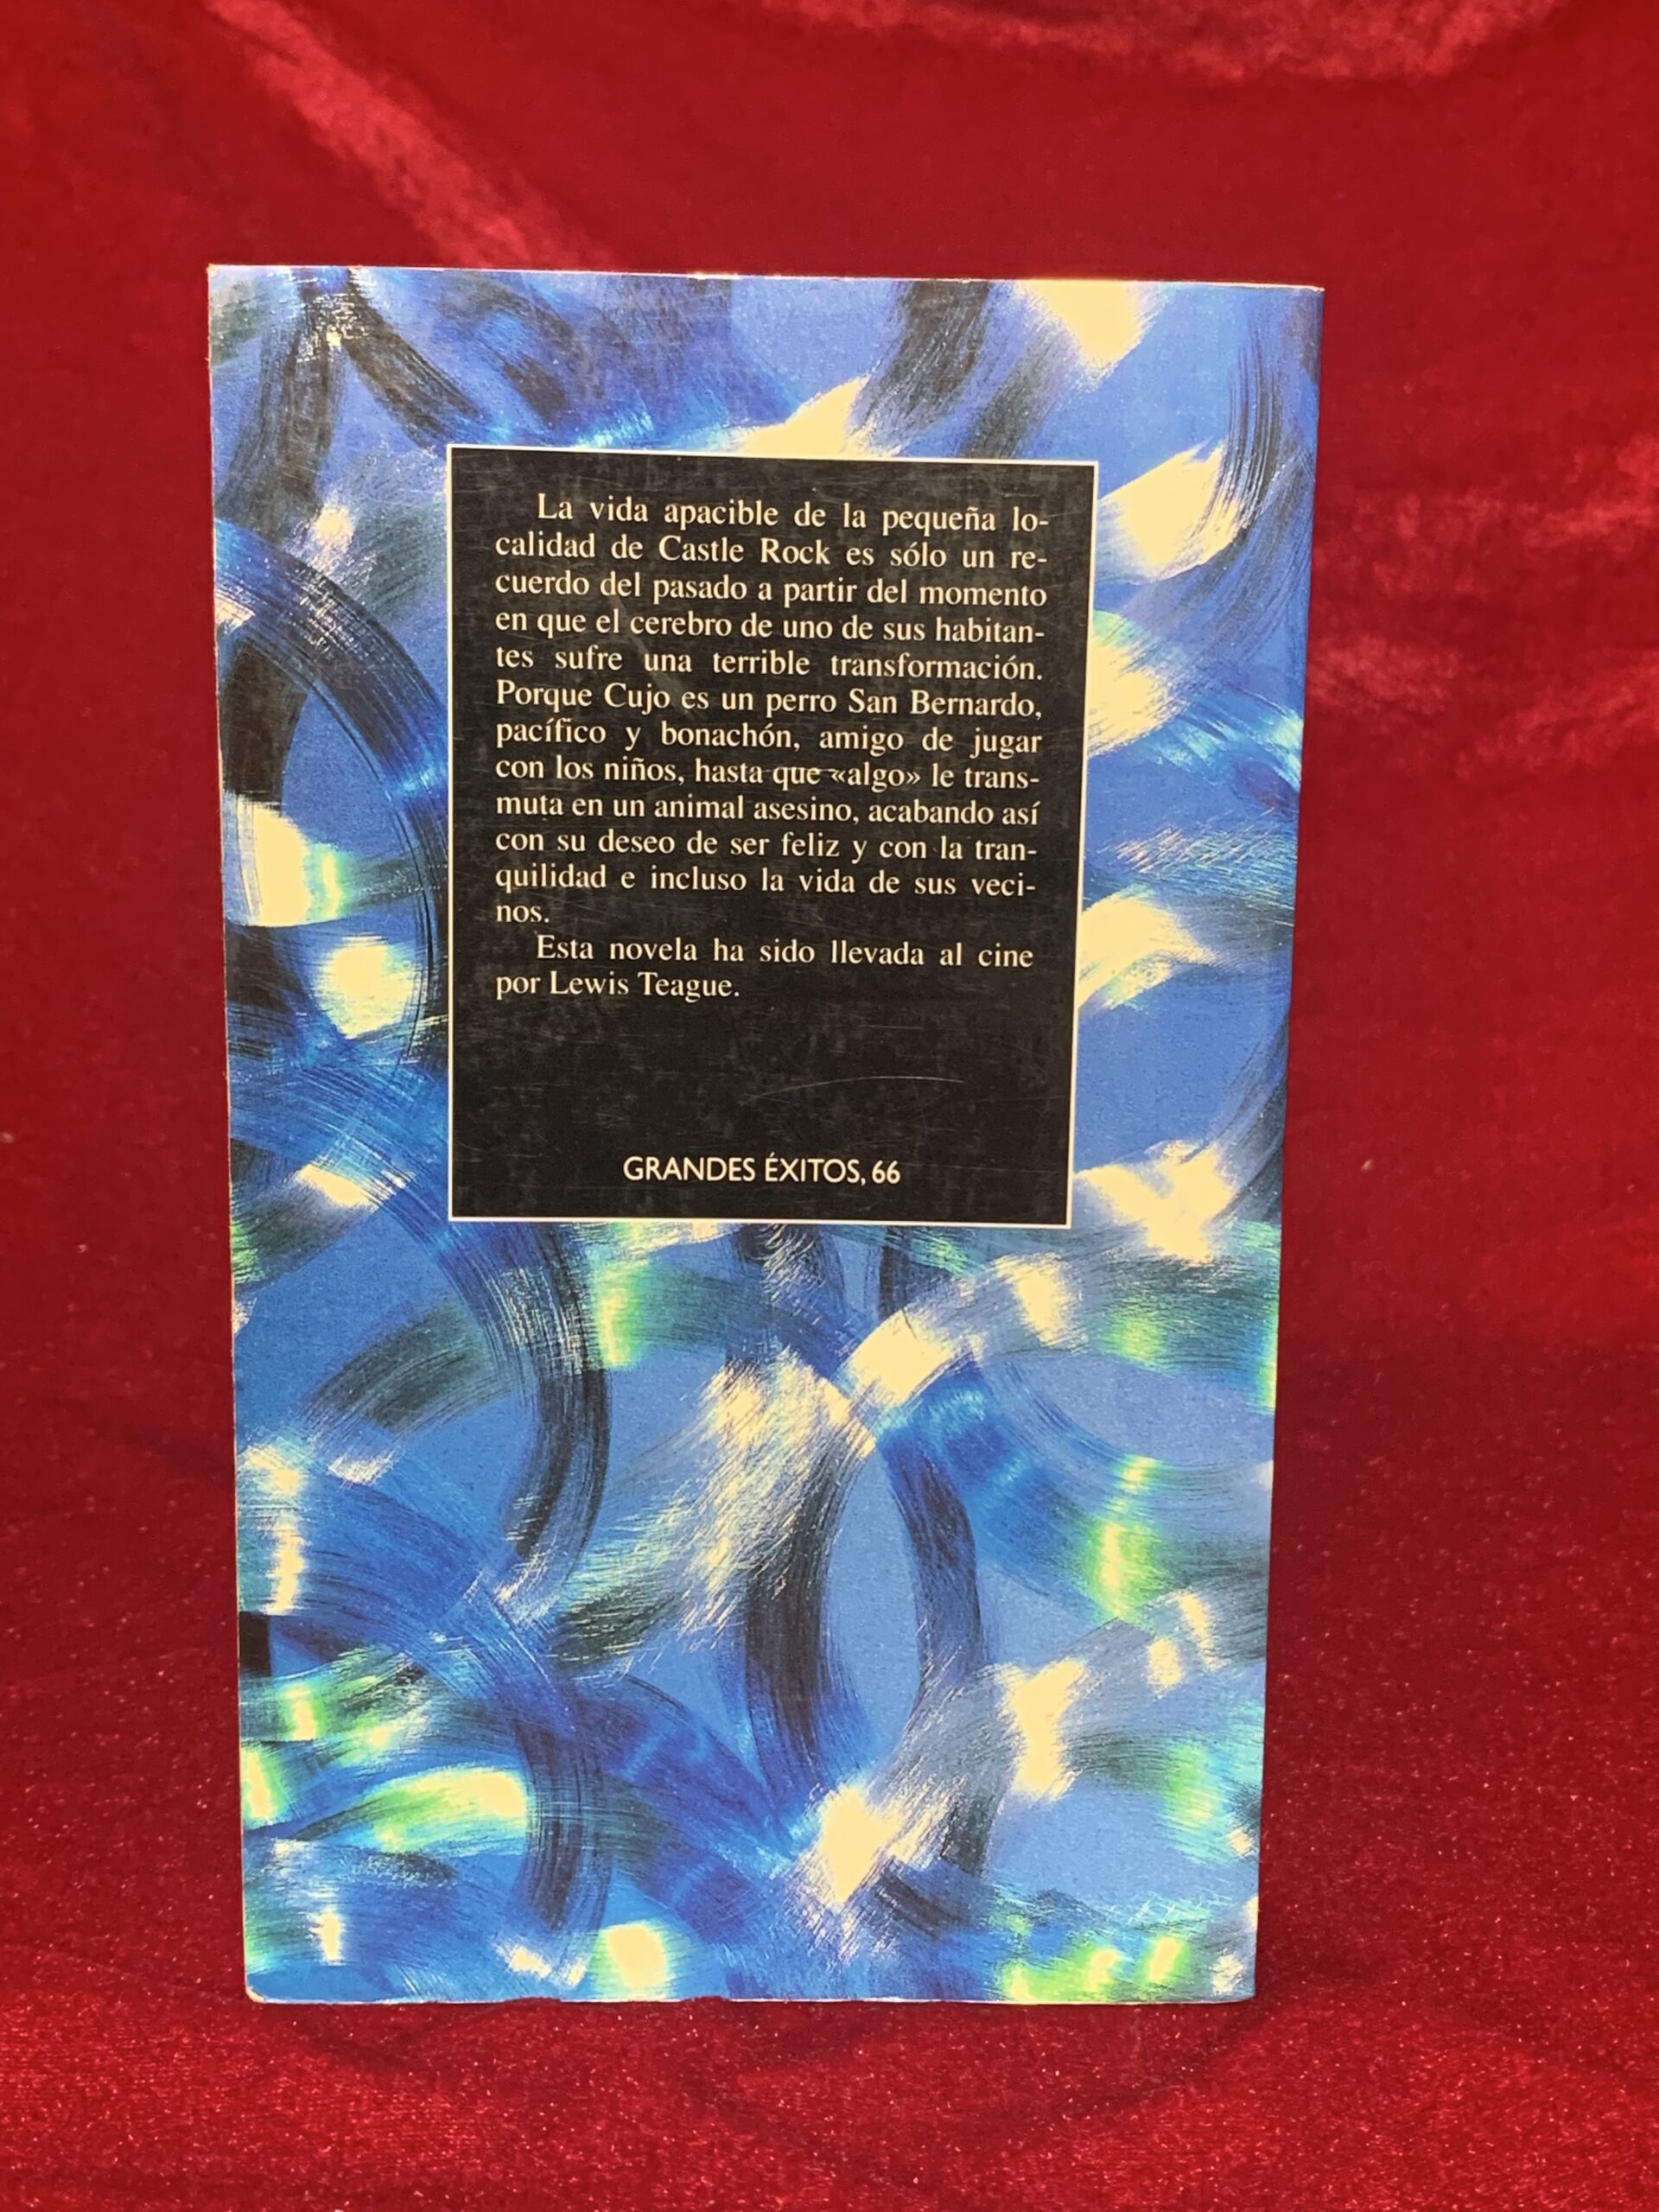 La vida apacible de la pequeña lo-
calidad de Castle Rock es sólo un re-
cuerdo del pasado a partir del momento
en que el cerebro de uno de sus habitan-
tes sufre una terrible transformación.
Porque Cujo es un perro San Bernardo,
pacífico y bonachón, amigo de jugar
con los niños, hasta que «algo» le trans-
muta en un animal asesino, acabando así
con su deseo de ser feliz y con la tran-
quilidad e incluso la vida de sus veci-
nos.
Esta novela ha sido llevada al cine
por Lewis Teague.
GRANDES ÉXITOS, 66